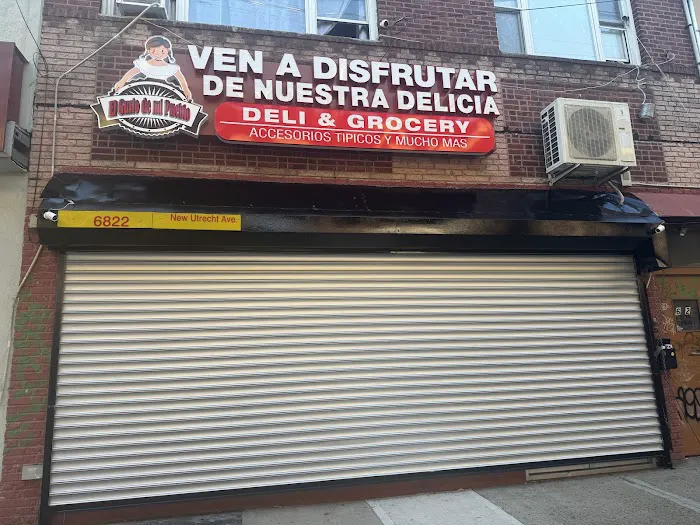 VEN A DISFRUTAR
DE NUESTRA DELICIA
El Gusto de mi Pueblo
DELI & GROCERY
ACCESORIOS TIPICOS Y MUCHO MAS
6822 New Utrecht Ave.